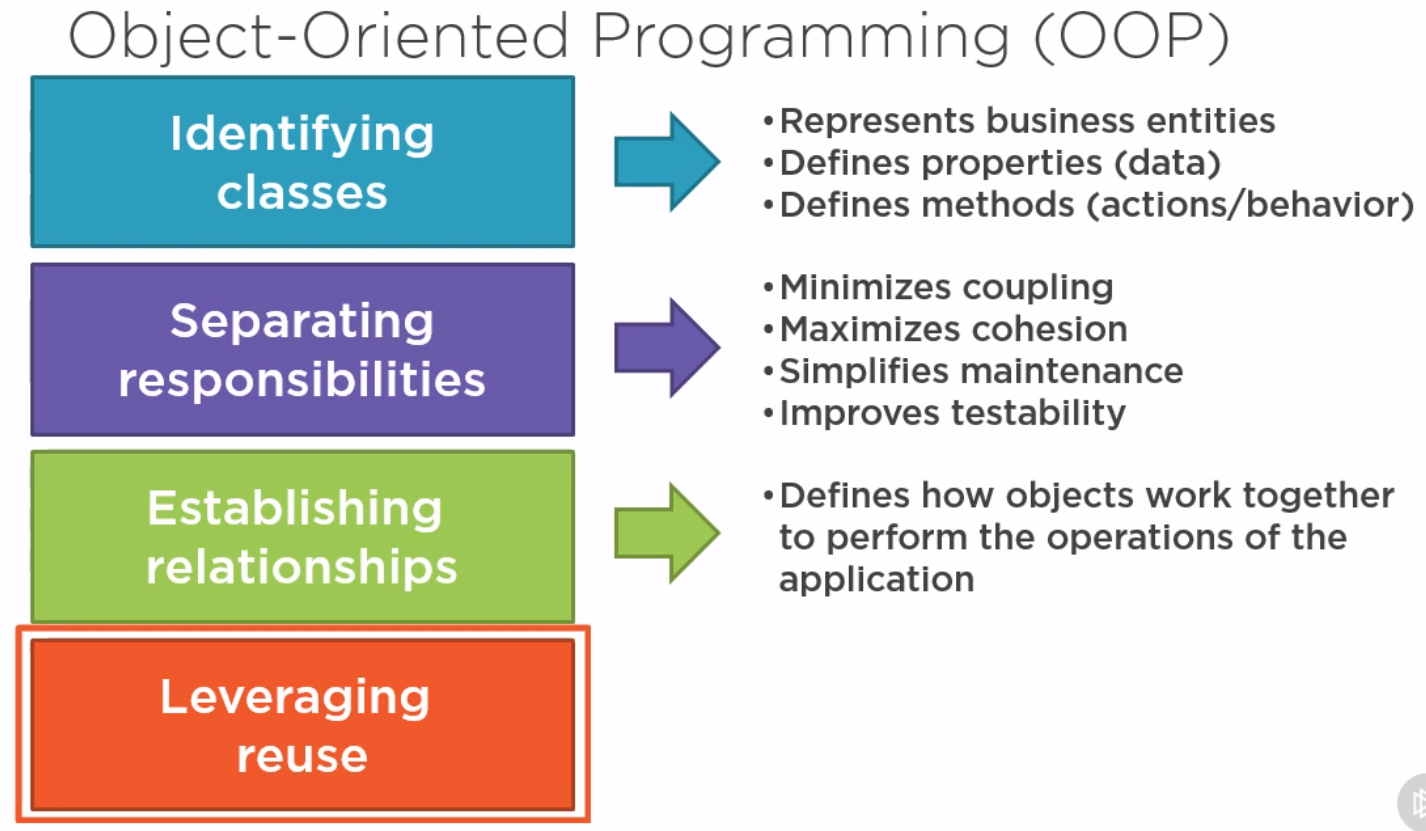 Object-Oriented Programming (OOP)
Identifying
classes
•Represents business entities
•Defines properties (data)
•Defines methods (actions/behavior)
Separating
responsibilities
•Minimizes coupling
•Maximizes cohesion
•Simplifies maintenance
•Improves testability
Establishing
relationships
•Defines how objects work together
to perform the operations of the
application
Leveraging
reuse